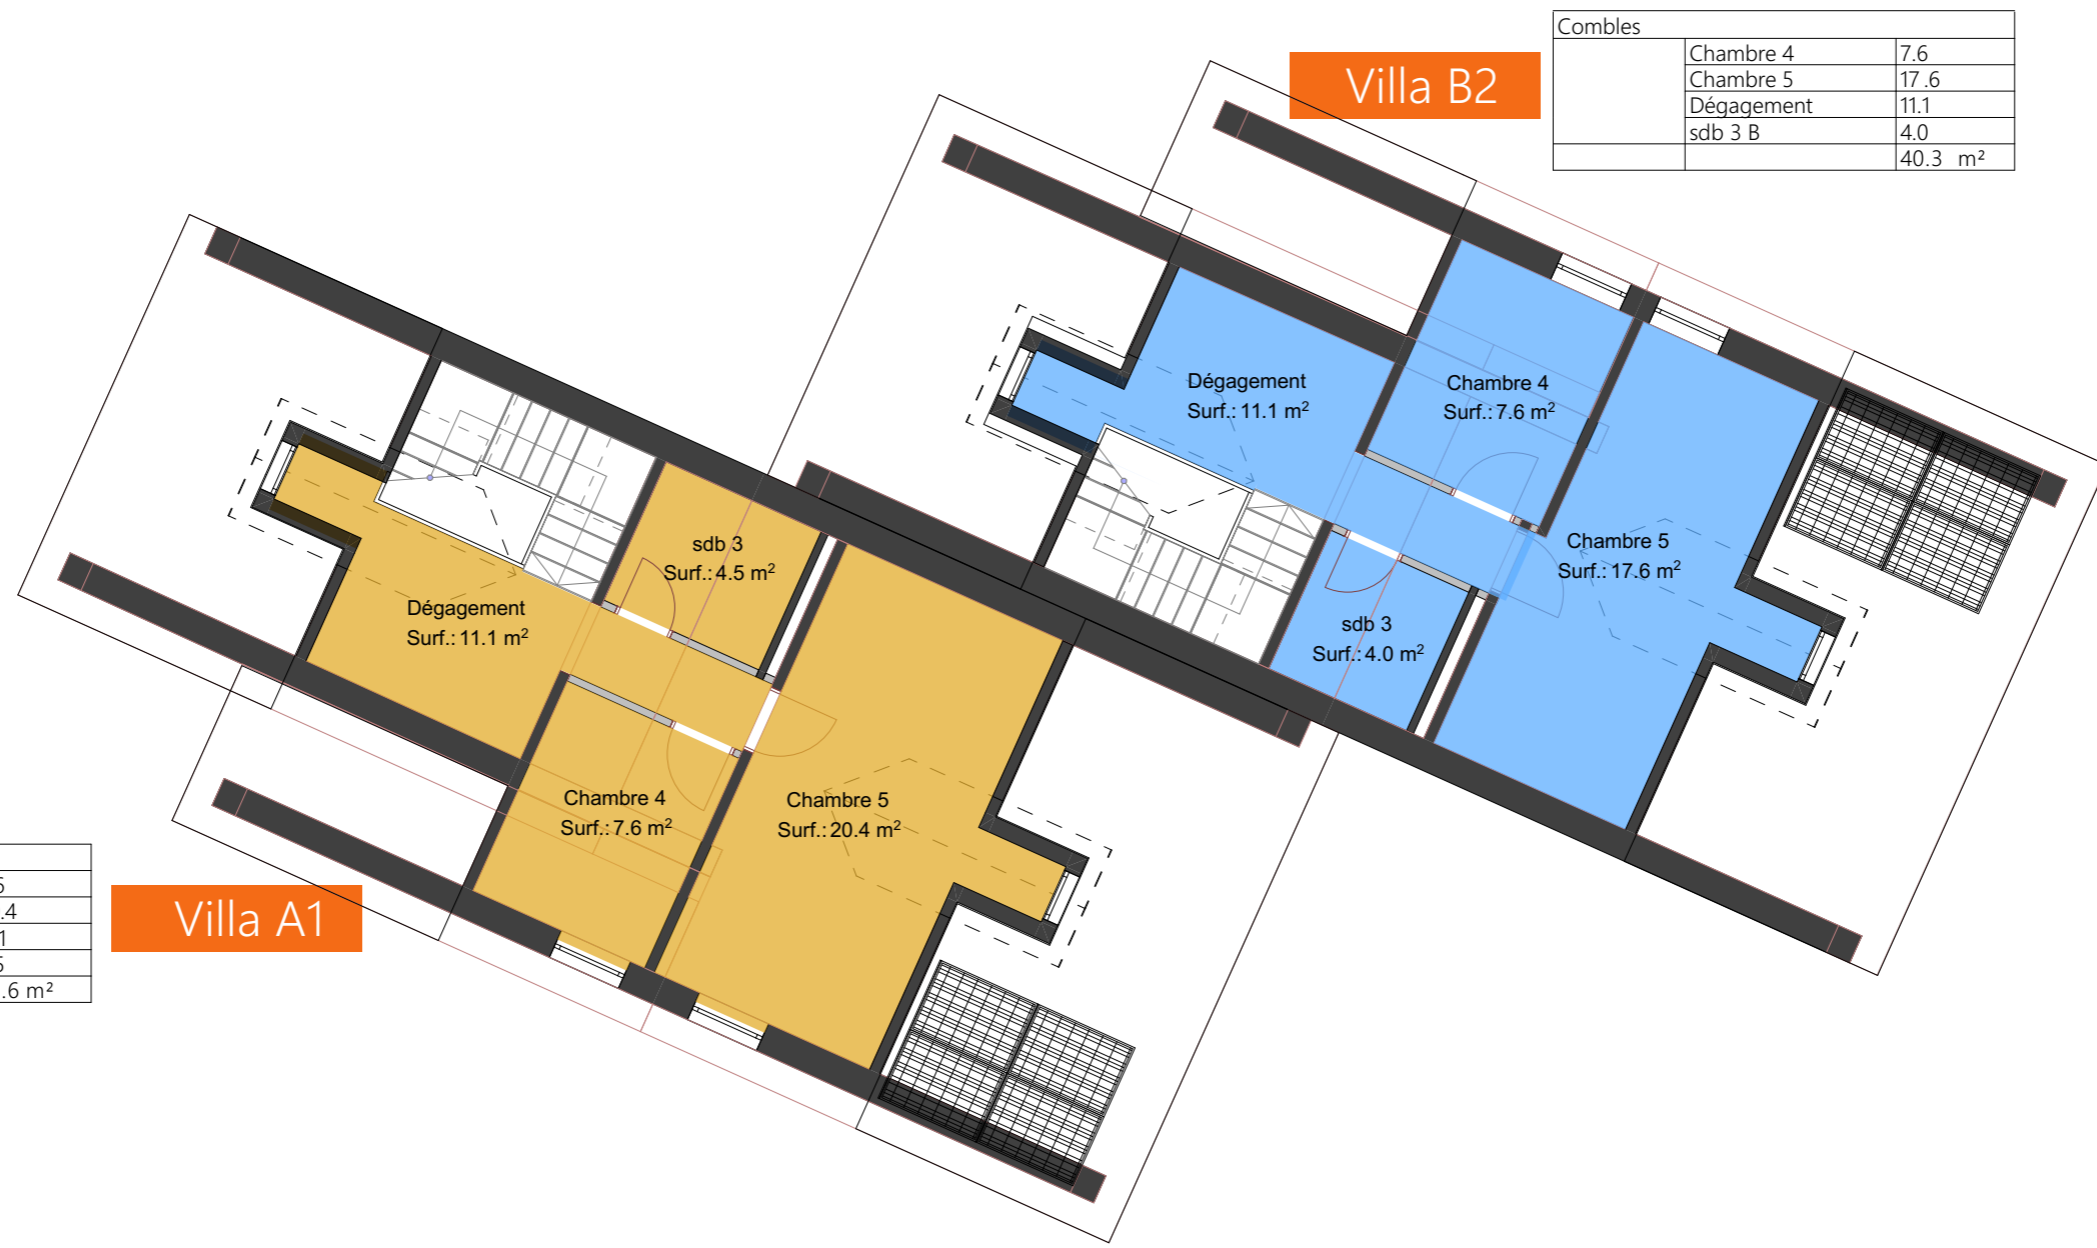 Combles
Chambre 4 7.6
Chambre 5 17.6
Dégagement 11.1
sdb 3 B 4.0
40.3 m²
Villa B2
Dégagement
Surf.: 11.1 m²
Chambre 4
Surf.: 7.6 m²
Chambre 5
Surf.: 17.6 m²
sdb 3
Surf.: 4.0 m²
sdb 3
Surf.: 4.5 m²
Dégagement
Surf.: 11.1 m²
Chambre 4
Surf.: 7.6 m²
Chambre 5
Surf.: 20.4 m²
Villa A1
.4
.6 m²